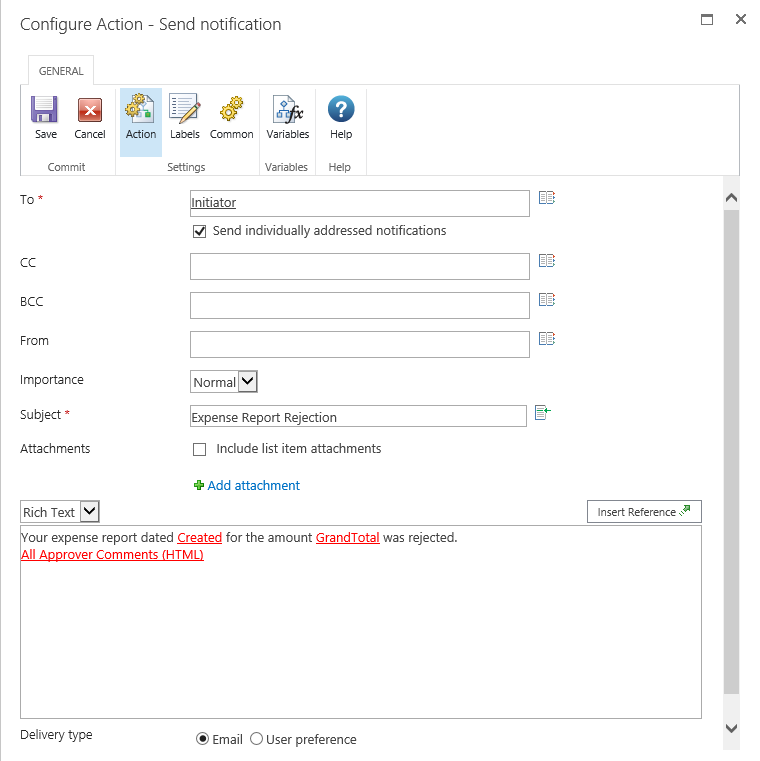 Configure Action - Send notification
GENERAL
Save
Cancel
Action
Labels
Common
Variables
Help
Commit
Settings
Variables
Help
To *
Initiator
Send individually addressed notifications
CC
BCC
From
Importance
Normal
Subject *
Expense Report Rejection
Attachments
Include list item attachments
Add attachment
Rich Text
Insert Reference
Your expense report dated Created for the amount GrandTotal was rejected.
All Approver Comments (HTML)
Delivery type
Email
User preference